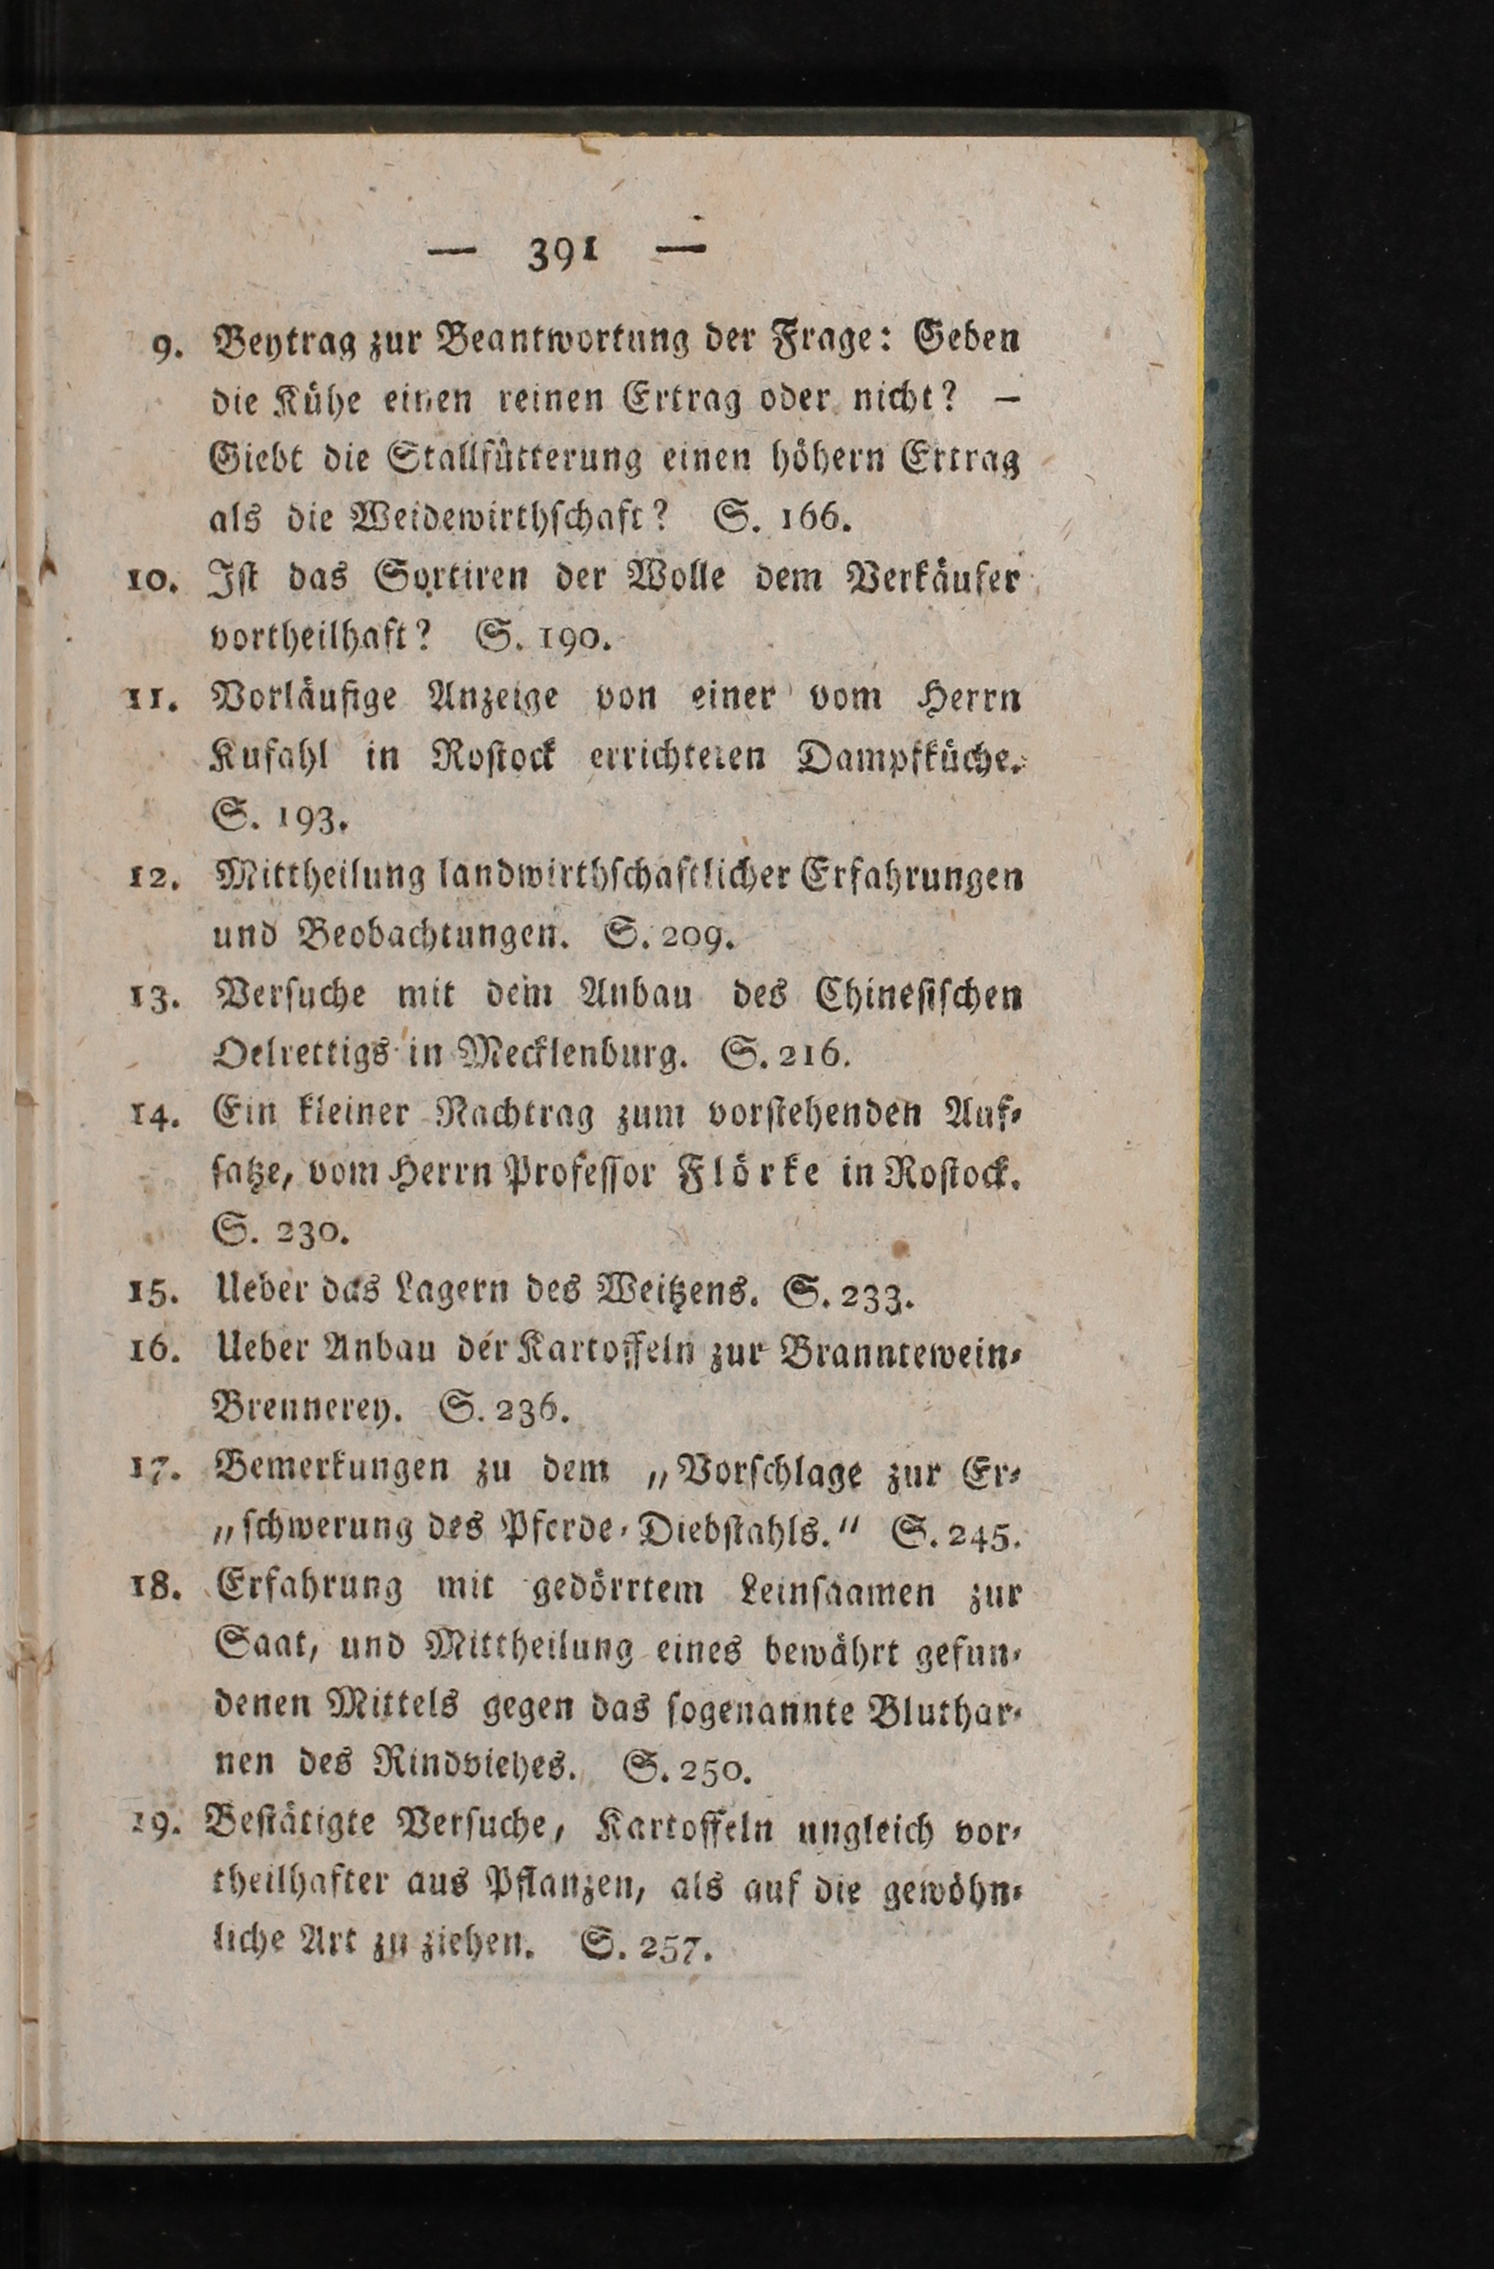 — 391 —
9. Beytrag zur Beantwortung der Frage: Geben
die Kühe einen reinen Ertrag oder nicht? —
Giebt die Stallfütterung einen höhern Ertrag
als die Weidewirthſchaft? S. 166.
10. Iſt das Sortiren der Wolle dem Verkäufer
vortheilhaft? S. 190.
11. Vorläufige Anzeige von einer vom Herrn
Kufahl in Roſtock errichteten Dampfküche.
S. 193.
12. Mittheilung landwirthſchaftlicher Erfahrungen
und Beobachtungen. S. 209.
13. Verſuche mit dem Anbau des Chineſiſchen
Oelrettigs in Mecklenburg. S. 216.
14. Ein kleiner Nachtrag zum vorſtehenden Auf⸗
ſatze, vom Herrn Profeſſor Flörke in Roſtock.
S. 230.
15. Ueber das Lagern des Weitzens. S. 233.
16. Ueber Anbau der Kartoffeln zur Branntewein⸗
Brennerey. S. 236.
17. Bemerkungen zu dem „Vorſchlage zur Er⸗
„ſchwerung des Pferde⸗Diebſtahls.“ S. 245.
18. Erfahrung mit gedörrtem Leinſaamen zur
Saat, und Mittheilung eines bewährt gefun⸗
denen Mittels gegen das ſogenannte Bluthar⸗
nen des Rindviehes. S. 250.
19. Beſtätigte Verſuche, Kartoffeln ungleich vor⸗
theilhafter aus Pflanzen, als auf die gewöhn⸗
liche Art zu ziehen. S. 257.